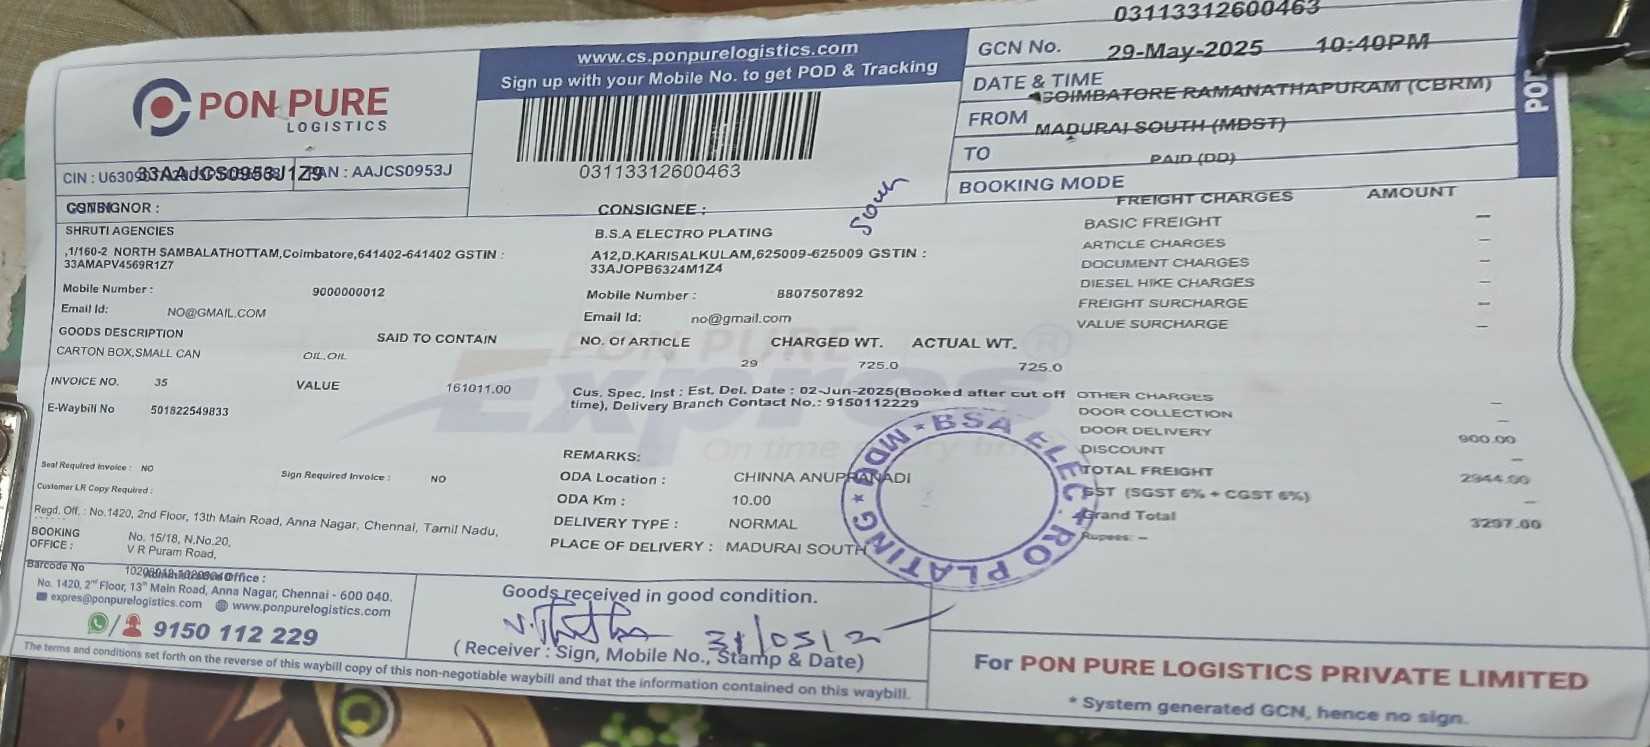 03113312600463
www.cs.ponpurelogistics.com
Sign up with your Mobile No. to get POD & Tracking
GCN No.
29-May-2025 10:40PM
DATE & TIME
COIMBATORE RAMANATHAPURAM (CBRM)
FROM
MADURAI SOUTH (MDST)
TO
PAID (DD)
BOOKING MODE
PON PURE
LOGISTICS
03113312600463
South
CIN :
33AAJCS0953J1Z9
PAN : AAJCS0953J
CONSIGNOR :
SHRUTI AGENCIES
,1/160-2 NORTH SAMBALATHOTTAM,Coimbatore,641402-641402 GSTIN :
33AMAPV4569R1Z7
Mobile Number : 9000000012
Email Id: NO@GMAIL.COM
GOODS DESCRIPTION SAID TO CONTAIN
CARTON BOX,SMALL CAN OIL,OIL
INVOICE NO. 35 VALUE 161011.00
E-Waybill No 501822549833
Seal Required Invoice : NO Sign Required Invoice : NO
Customer LR Copy Required :
Regd. Off. : No.1420, 2nd Floor, 13th Main Road, Anna Nagar, Chennai, Tamil Nadu,
BOOKING OFFICE : No. 15/18, N.No.20,
V R Puram Road,
Barcode No
Administrative Office :
No. 1420, 2nd Floor, 13th Main Road, Anna Nagar, Chennai - 600 040.
expres@ponpurelogistics.com www.ponpurelogistics.com
9150 112 229
CONSIGNEE :
B.S.A ELECTRO PLATING
A12,D.KARISALKULAM,625009-625009 GSTIN :
33AJOPB6324M1Z4
Mobile Number : 8807507892
Email Id: no@gmail.com
NO. Of ARTICLE CHARGED WT. ACTUAL WT.
29 725.0 725.0
Cus. Spec. Inst : Est. Del. Date : 02-Jun-2025(Booked after cut off
time), Delivery Branch Contact No.: 9150112229
PON PURE
Expres
On time
REMARKS:
ODA Location : CHINNA ANUPPANADI
ODA Km : 10.00
DELIVERY TYPE : NORMAL
PLACE OF DELIVERY : MADURAI SOUTH
BSA ELECTRO PLATING * MDU *
FREIGHT CHARGES AMOUNT
BASIC FREIGHT –
ARTICLE CHARGES –
DOCUMENT CHARGES –
DIESEL HIKE CHARGES –
FREIGHT SURCHARGE –
VALUE SURCHARGE –
OTHER CHARGES –
DOOR COLLECTION –
DOOR DELIVERY 900.00
DISCOUNT –
TOTAL FREIGHT 2944.00
GST (SGST 6% + CGST 6%) –
Grand Total 3297.00
Rupees: –
Goods received in good condition.
31/05/2
( Receiver : Sign, Mobile No., Stamp & Date)
The terms and conditions set forth on the reverse of this waybill copy of this non-negotiable waybill and that the information contained on this waybill.
For PON PURE LOGISTICS PRIVATE LIMITED
* System generated GCN, hence no sign.